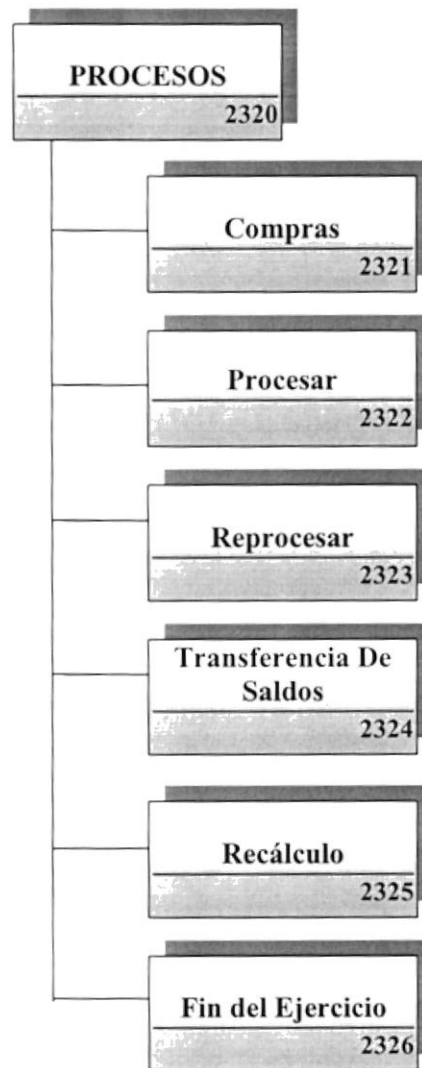 PROCESOS
2320
Compras
2321
Procesar
2322
Reprocesar
2323
Transferencia De
Saldos
2324
Recálculo
2325
Fin del Ejercicio
2326